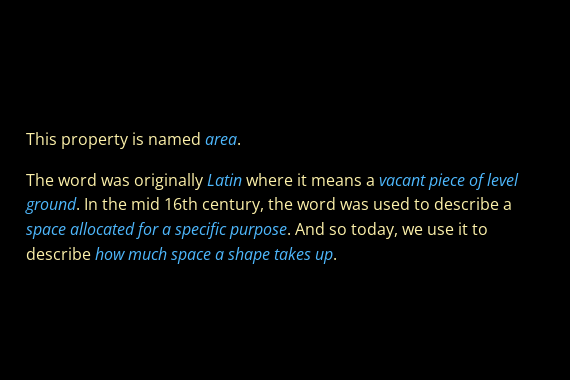 This property is named area.
The word was originally Latin where it means a vacant piece of level
ground. In the mid 16th century, the word was used to describe a
space allocated for a specific purpose. And so today, we use it to
describe how much space a shape takes up.